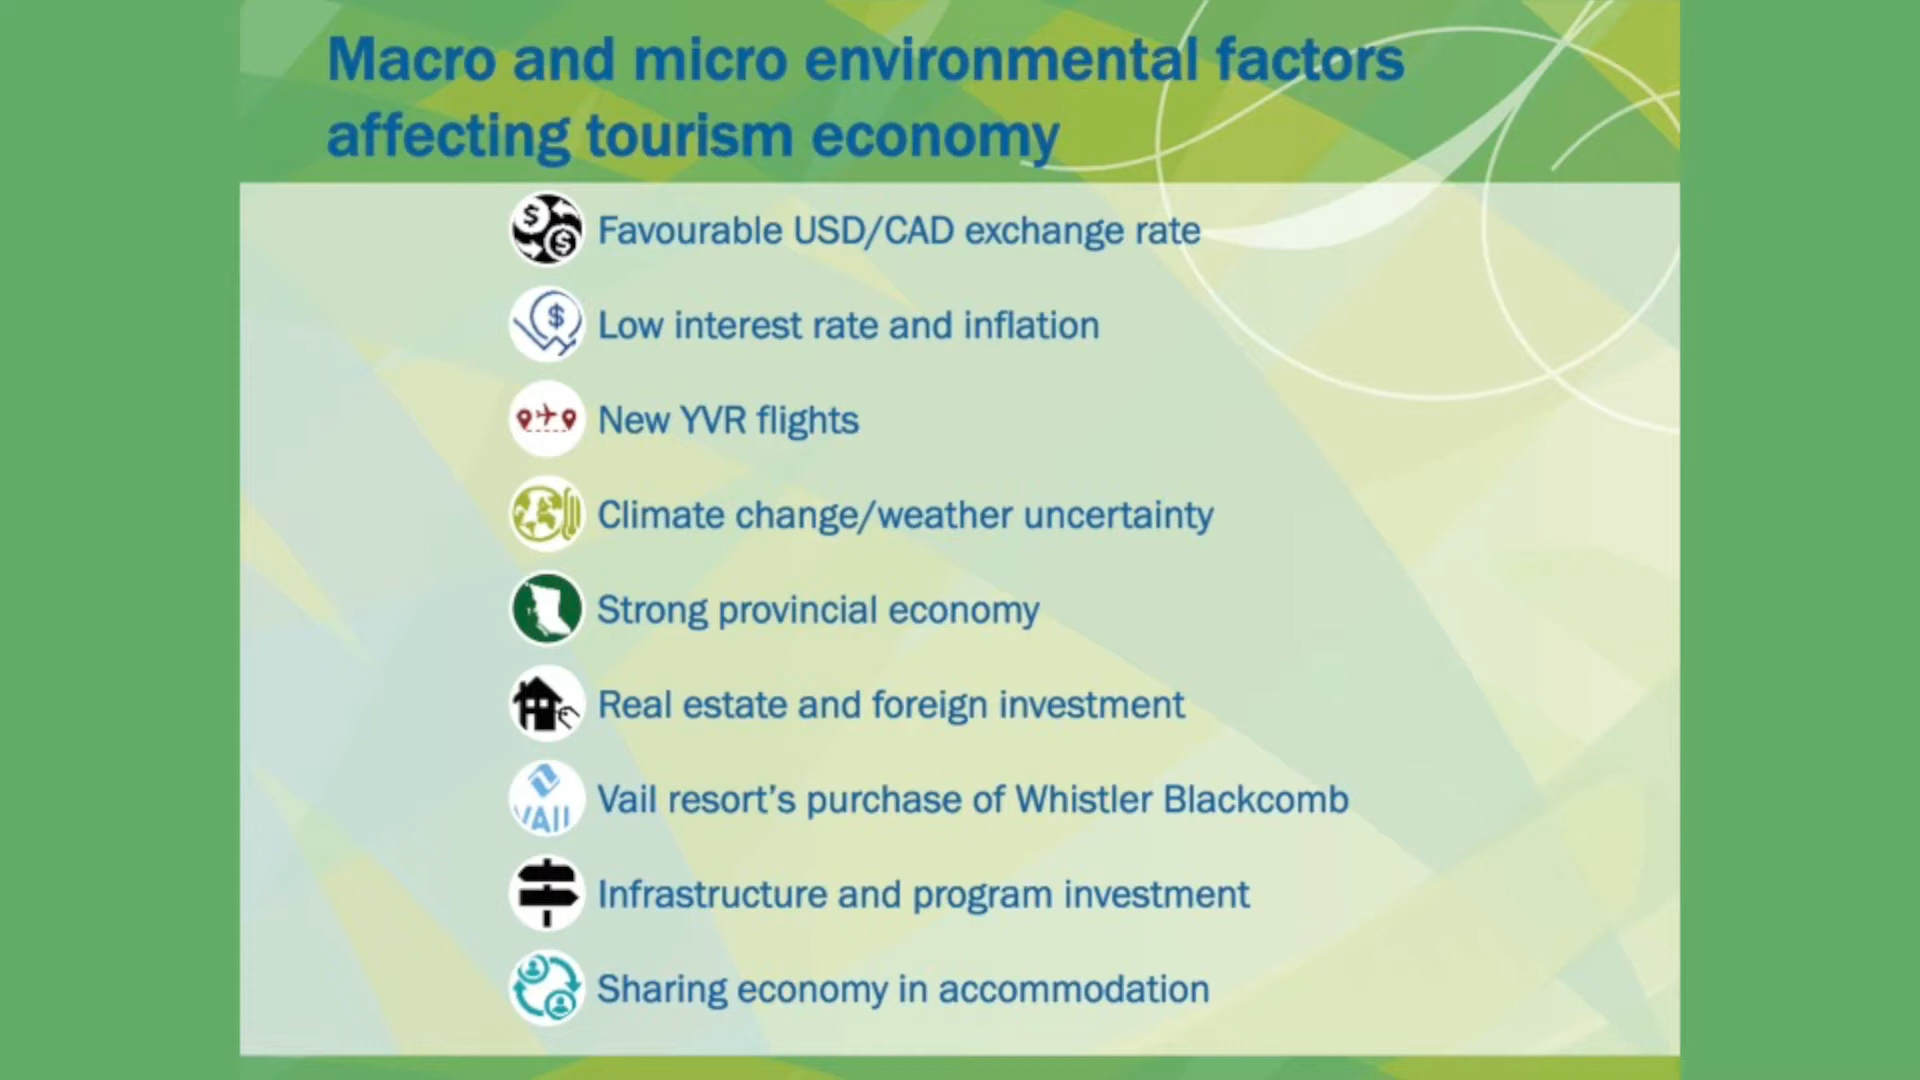 Macro and micro environmental factors
affecting tourism economy
Favourable USD/CAD exchange rate
Low interest rate and inflation
New YVR flights
Climate change/weather uncertainty
Strong provincial economy
Real estate and foreign investment
VAIL
Vail resort’s purchase of Whistler Blackcomb
Infrastructure and program investment
Sharing economy in accommodation